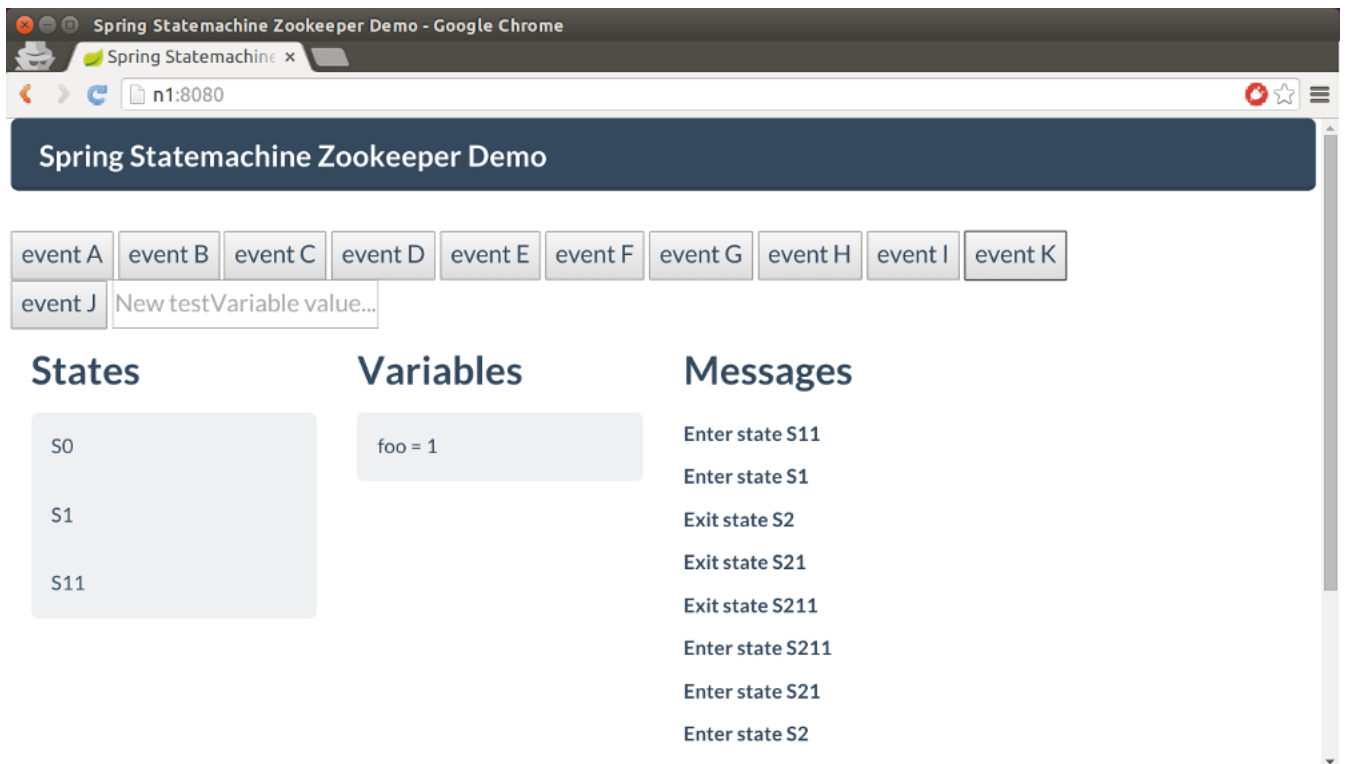 Spring Statemachine Zookeeper Demo - Google Chrome
Spring Statemachine
n1:8080
Spring Statemachine Zookeeper Demo
event A event B event C event D event E event F event G event H event I event K
event J New testVariable value...
States Variables Messages
S0 foo = 1 Enter state S11
Enter state S1
S1 Exit state S2
Exit state S21
S11 Exit state S211
Enter state S211
Enter state S21
Enter state S2